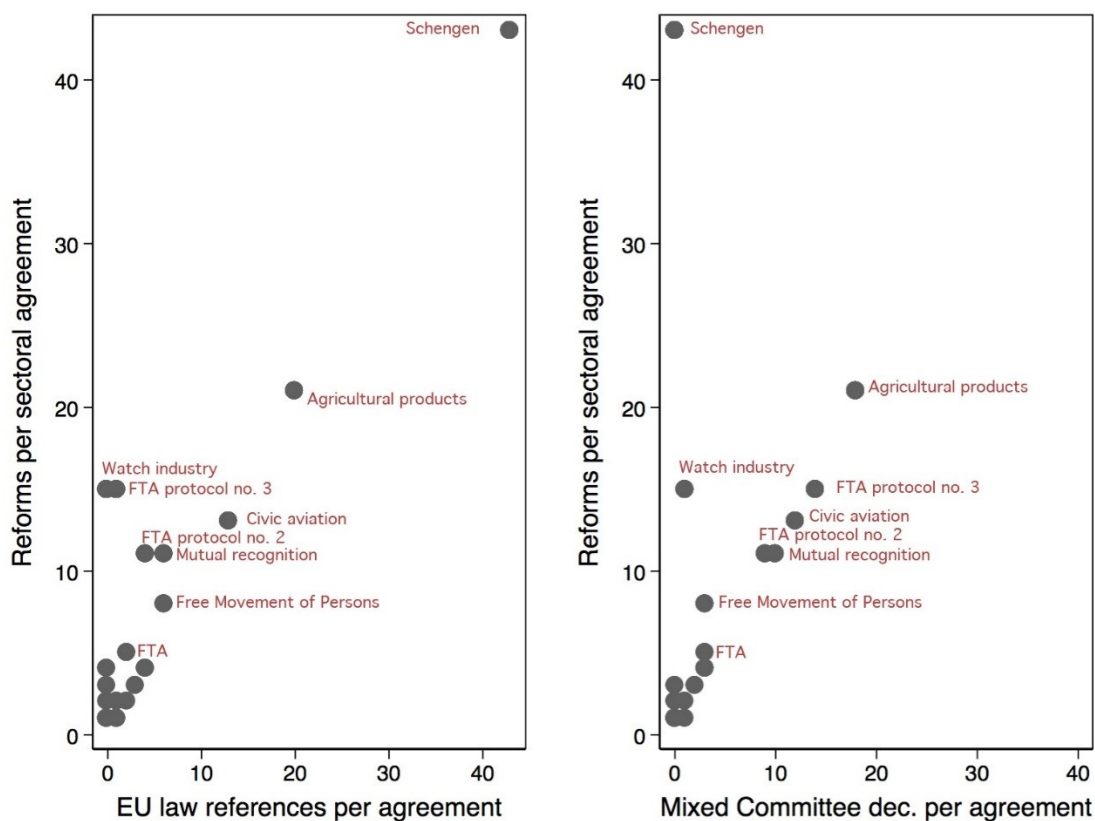 Reforms per sectoral agreement
40
30
20
10
0
Schengen
Agricultural products
Watch industry
FTA protocol no. 3
Civic aviation
FTA protocol no. 2
Mutual recognition
Free Movement of Persons
FTA
0 10 20 30 40
EU law references per agreement
Reforms per sectoral agreement
40
30
20
10
0
Schengen
Agricultural products
Watch industry
FTA protocol no. 3
Civic aviation
FTA protocol no. 2
Mutual recognition
Free Movement of Persons
FTA
0 10 20 30 40
Mixed Committee dec. per agreement